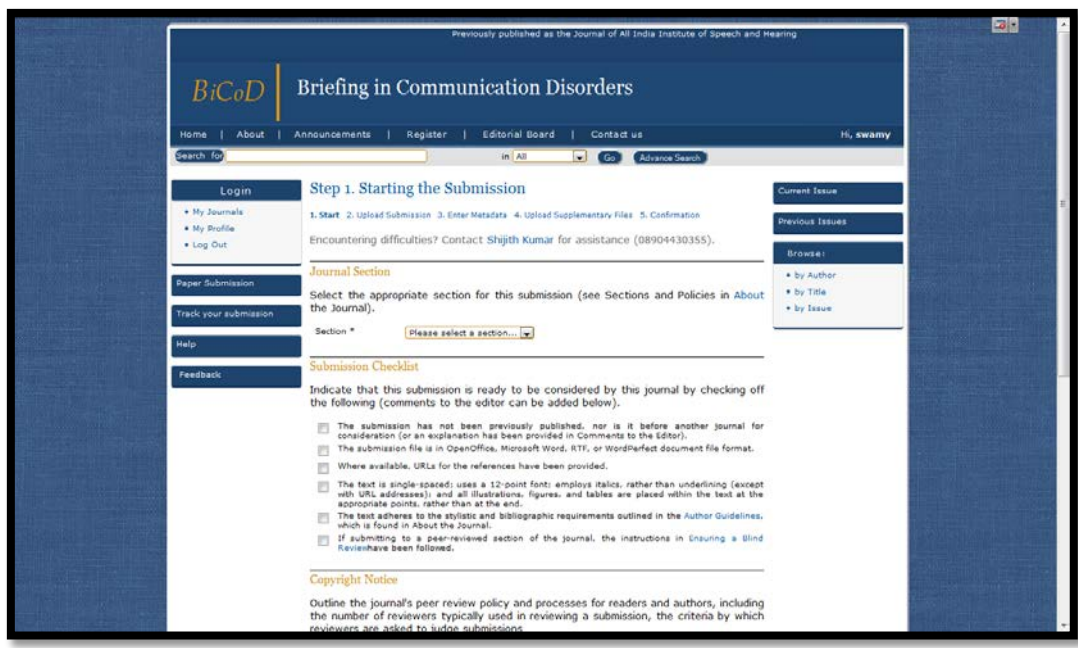 Previously published as the Journal of All India Institute of Speech and Hearing
BiCoD
Briefing in Communication Disorders
Home | About | Announcements | Register | Editorial Board | Contact us
Hi, swamy
Search for
in All
Go
Advance Search
Login
• My Journals
• My Profile
• Log Out
Paper Submission
Track your submission
Help
Feedback
Step 1. Starting the Submission
1. Start 2. Upload Submission 3. Enter Metadata 4. Upload Supplementary Files 5. Confirmation
Encountering difficulties? Contact Shijith Kumar for assistance (08904430355).
Journal Section
Select the appropriate section for this submission (see Sections and Policies in About
the Journal).
Section *
Please select a section...
Submission Checklist
Indicate that this submission is ready to be considered by this journal by checking off
the following (comments to the editor can be added below).
The submission has not been previously published, nor is it before another journal for
consideration (or an explanation has been provided in Comments to the Editor).
The submission file is in OpenOffice, Microsoft Word, RTF, or WordPerfect document file format.
Where available, URLs for the references have been provided.
The text is single-spaced; uses a 12-point font; employs italics, rather than underlining (except
with URL addresses); and all illustrations, figures, and tables are placed within the text at the
appropriate points, rather than at the end.
The text adheres to the stylistic and bibliographic requirements outlined in the Author Guidelines,
which is found in About the Journal.
If submitting to a peer-reviewed section of the journal, the instructions in Ensuring a Blind
Reviewhave been followed.
Copyright Notice
Outline the journal's peer review policy and processes for readers and authors, including
the number of reviewers typically used in reviewing a submission, the criteria by which
reviewers are asked to judge submissions
Current Issue
Previous Issues
Browse:
• by Author
• by Title
• by Issue